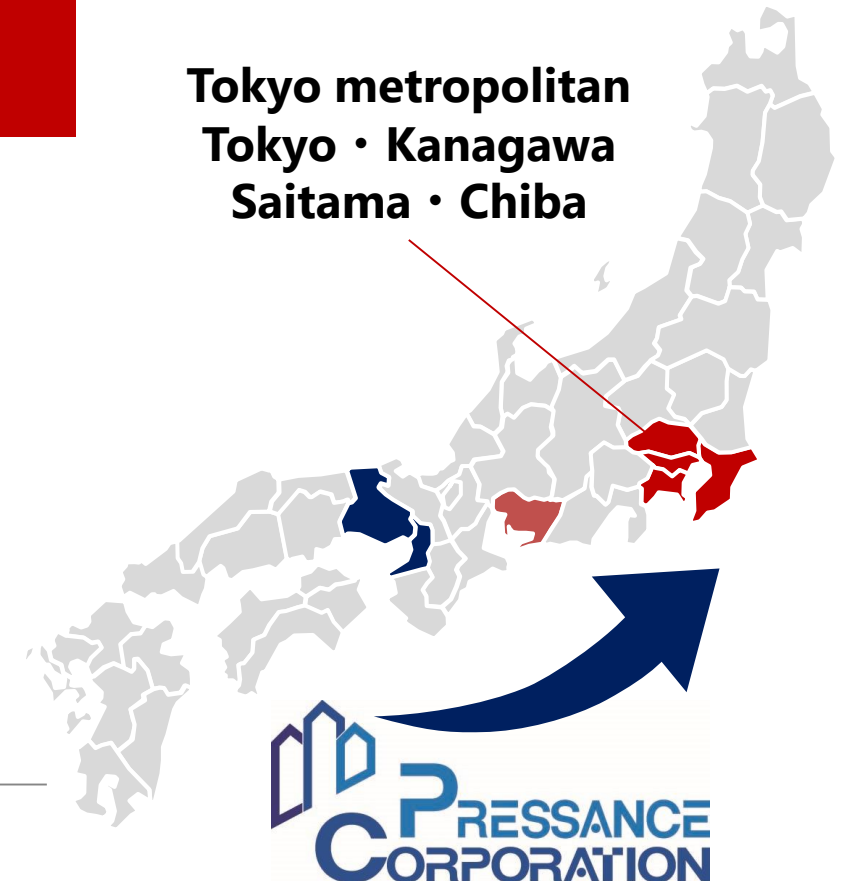 Tokyo metropolitan
Tokyo・Kanagawa
Saitama・Chiba
PRESSANCE
CORPORATION